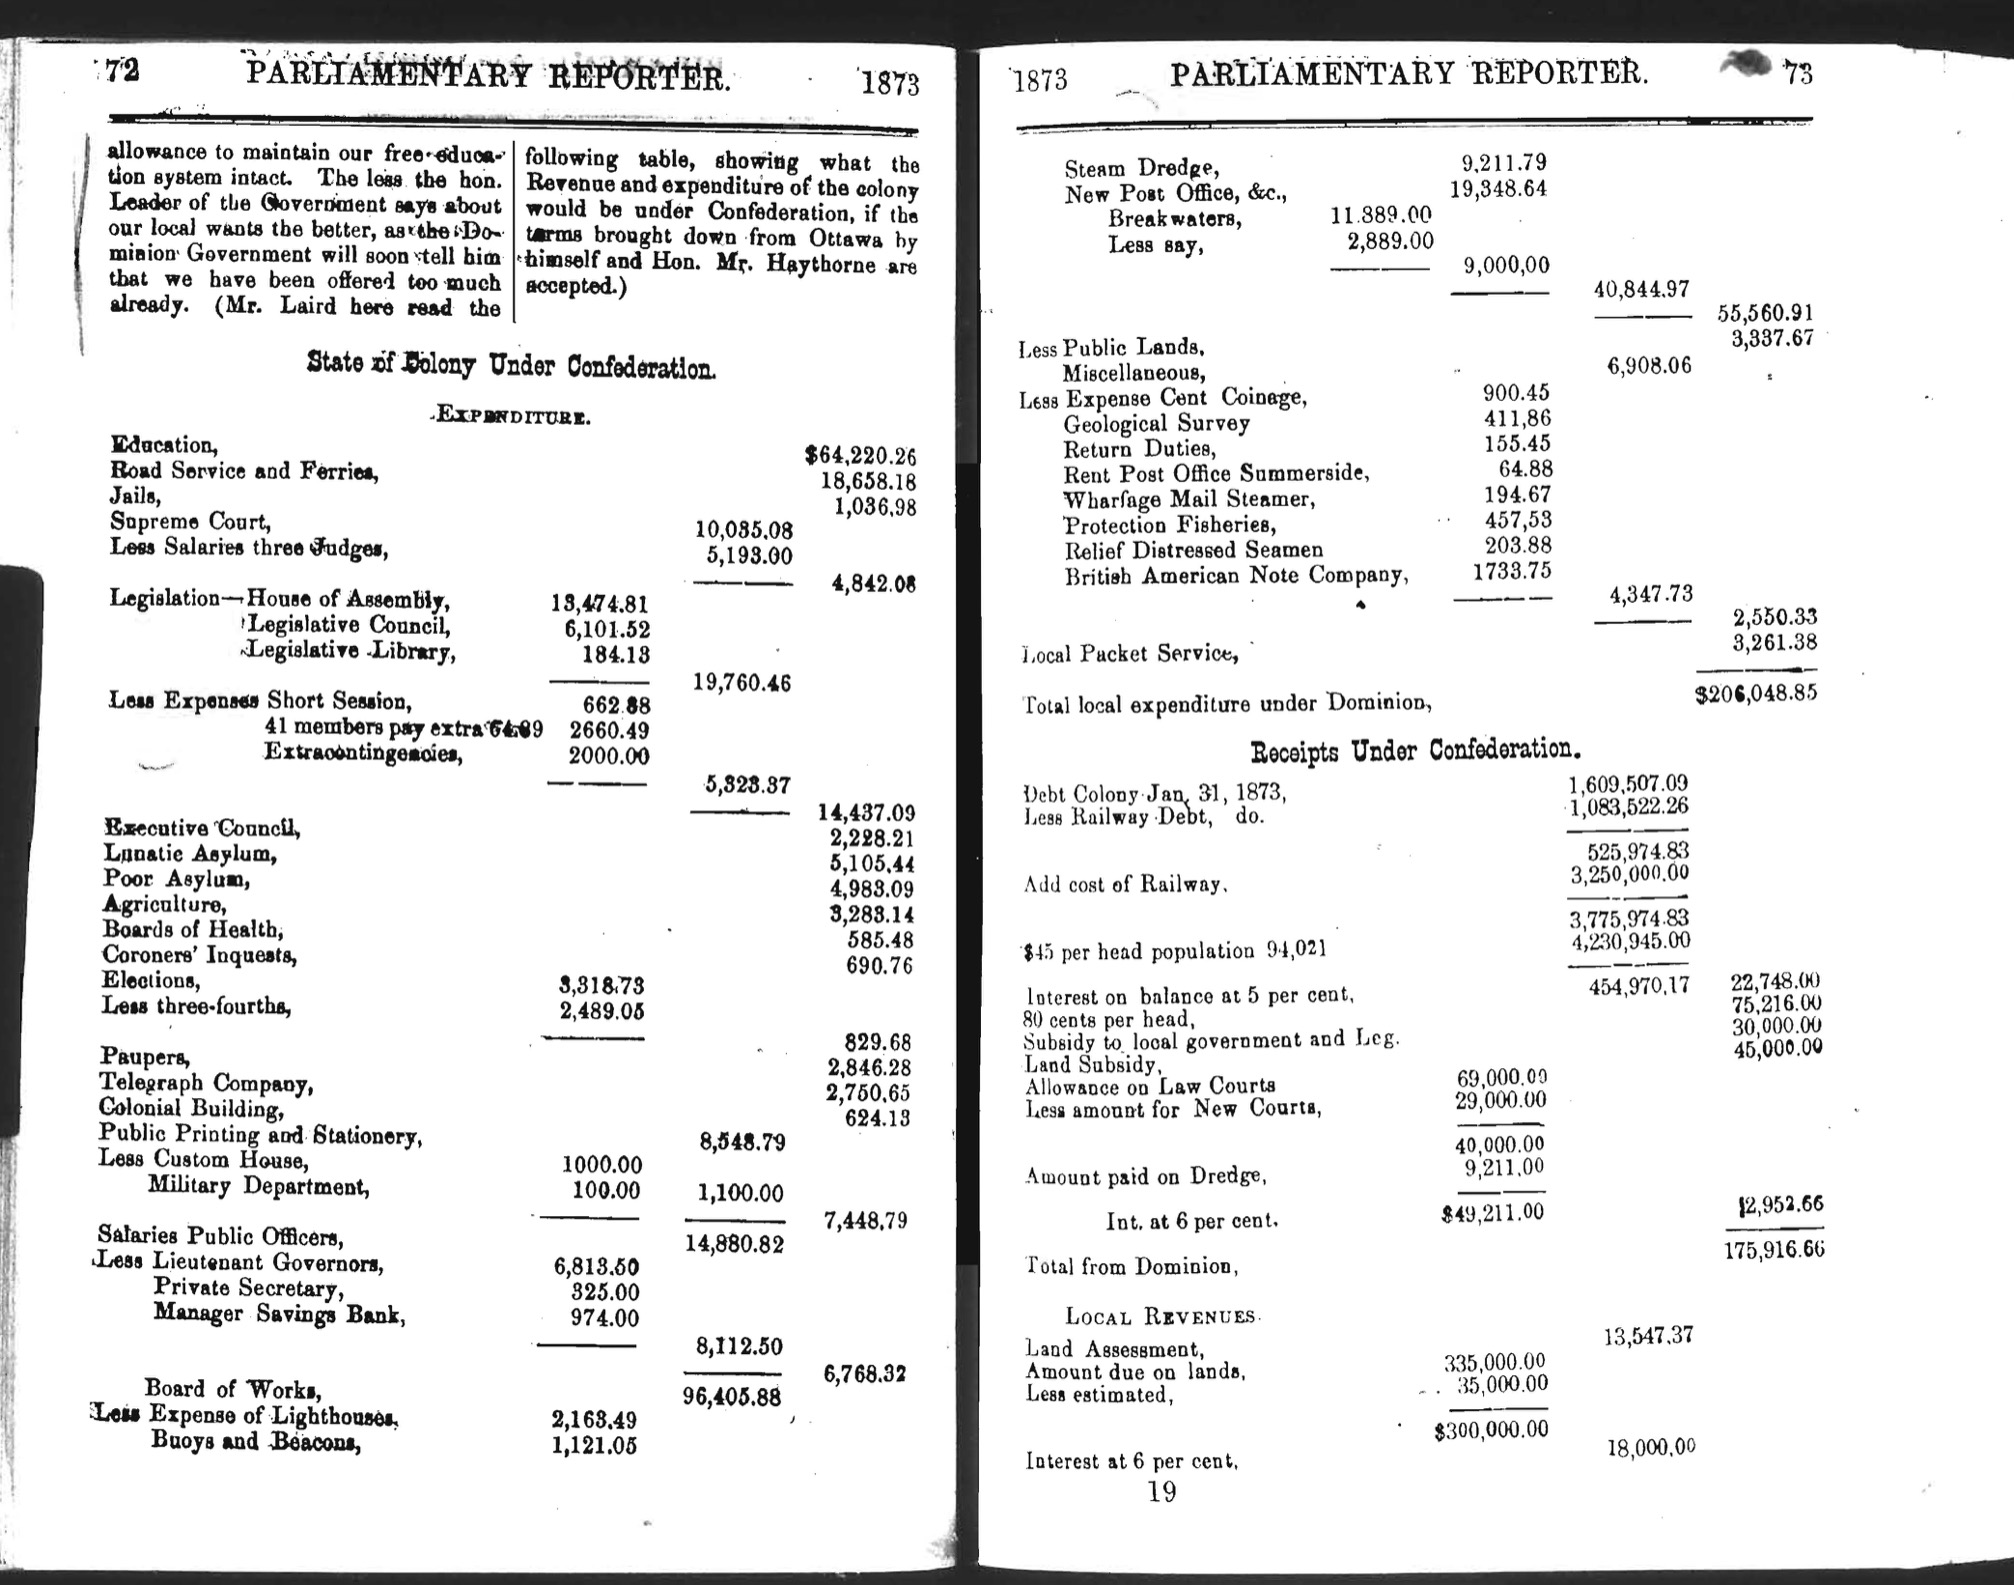 72 PARLIAMENTARY REPORTER. 1873
allowance to maintain our free educa-
tion system intact. The less the hon.
Leader of the Government says about
our local wants the better, as the Do-
minion Government will soon tell him
that we have been offered too much
already. (Mr. Laird here read the
following table, showing what the
Revenue and expenditure of the colony
would be under Confederation, if the
terms brought down from Ottawa by
himself and Hon. Mr. Haythorne are
accepted.)
State of Colony Under Confederation.
EXPENDITURE.
Education, $64,220.26
Road Service and Ferries, 18,658.18
Jails, 1,036.98
Supreme Court, 10,035.08
Less Salaries three Judges, 5,193.00
4,842.08
Legislation—House of Assembly, 13,474.81
Legislative Council, 6,101.52
Legislative Library, 184.13
19,760.46
Less Expenses Short Session, 662.88
41 members pay extra 64.89 2660.49
Extracontingencies, 2000.00
5,323.37
14,437.09
Executive Council, 2,228.21
Lunatic Asylum, 5,105.44
Poor Asylum, 4,983.09
Agriculture, 3,283.14
Boards of Health, 585.48
Coroners' Inquests, 690.76
Elections, 3,318.73
Less three-fourths, 2,489.05
829.68
Paupers, 2,846.28
Telegraph Company, 2,750.65
Colonial Building, 624.13
Public Printing and Stationery, 8,548.79
Less Custom House, 1000.00
Military Department, 100.00 1,100.00
7,448.79
Salaries Public Officers, 14,880.82
Less Lieutenant Governors, 6,813.50
Private Secretary, 325.00
Manager Savings Bank, 974.00
8,112.50
6,768.32
Board of Works, 96,405.88
Less Expense of Lighthouses, 2,163.49
Buoys and Beacons, 1,121.05
1873 PARLIAMENTARY REPORTER. 73
Steam Dredge, 9,211.79
New Post Office, &c., 19,348.64
Breakwaters, 11.889.00
Less say, 2,889.00
9,000,00
40,844.97
55,560.91
Less Public Lands, 3,337.67
Miscellaneous, 6,908.06
Less Expense Cent Coinage, 900.45
Geological Survey 411,86
Return Duties, 155.45
Rent Post Office Summerside, 64.88
Wharfage Mail Steamer, 194.67
Protection Fisheries, 457,53
Relief Distressed Seamen 203.88
British American Note Company, 1733.75
4,347.73
2,550.33
Local Packet Service, 3,261.38
Total local expenditure under Dominion, $206,048.85
Receipts Under Confederation.
Debt Colony Jan. 31, 1873, 1,609,507.09
Less Railway Debt, do. 1,083,522.26
525,974.83
Add cost of Railway. 3,250,000.00
3,775,974.83
$45 per head population 94,021 4,230,945.00
Interest on balance at 5 per cent, 454,970,17 22,748.00
80 cents per head, 75,216.00
Subsidy to local government and Leg. 30,000.00
Land Subsidy, 45,000.00
Allowance on Law Courts 69,000.00
Less amount for New Courts, 29,000.00
40,000.00
Amount paid on Dredge, 9,211.00
Int. at 6 per cent. $49,211.00 12,952.66
Total from Dominion, 175,916.66
LOCAL REVENUES.
Land Assessment, 13,547.37
Amount due on lands, 335,000.00
Less estimated, 35,000.00
$300,000.00
Interest at 6 per cent, 18,000,00
19